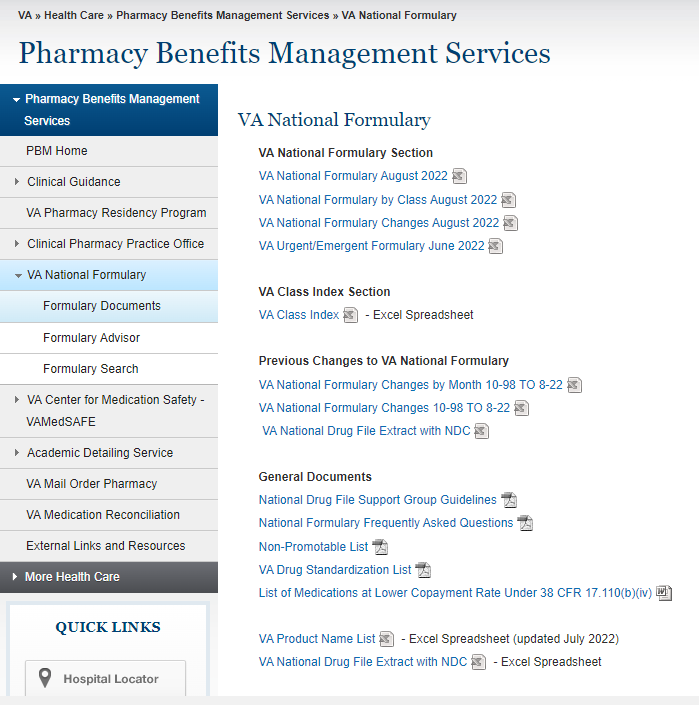 VA » Health Care » Pharmacy Benefits Management Services » VA National Formulary
Pharmacy Benefits Management Services
Pharmacy Benefits Management
Services
PBM Home
Clinical Guidance
VA Pharmacy Residency Program
Clinical Pharmacy Practice Office
VA National Formulary
Formulary Documents
Formulary Advisor
Formulary Search
VA Center for Medication Safety -
VAMedSAFE
Academic Detailing Service
VA Mail Order Pharmacy
VA Medication Reconciliation
External Links and Resources
More Health Care
QUICK LINKS
Hospital Locator
VA National Formulary
VA National Formulary Section
VA National Formulary August 2022
VA National Formulary by Class August 2022
VA National Formulary Changes August 2022
VA Urgent/Emergent Formulary June 2022
VA Class Index Section
VA Class Index - Excel Spreadsheet
Previous Changes to VA National Formulary
VA National Formulary Changes by Month 10-98 TO 8-22
VA National Formulary Changes 10-98 TO 8-22
VA National Drug File Extract with NDC
General Documents
National Drug File Support Group Guidelines
National Formulary Frequently Asked Questions
Non-Promotable List
VA Drug Standardization List
List of Medications at Lower Copayment Rate Under 38 CFR 17.110(b)(iv)
VA Product Name List - Excel Spreadsheet (updated July 2022)
VA National Drug File Extract with NDC - Excel Spreadsheet